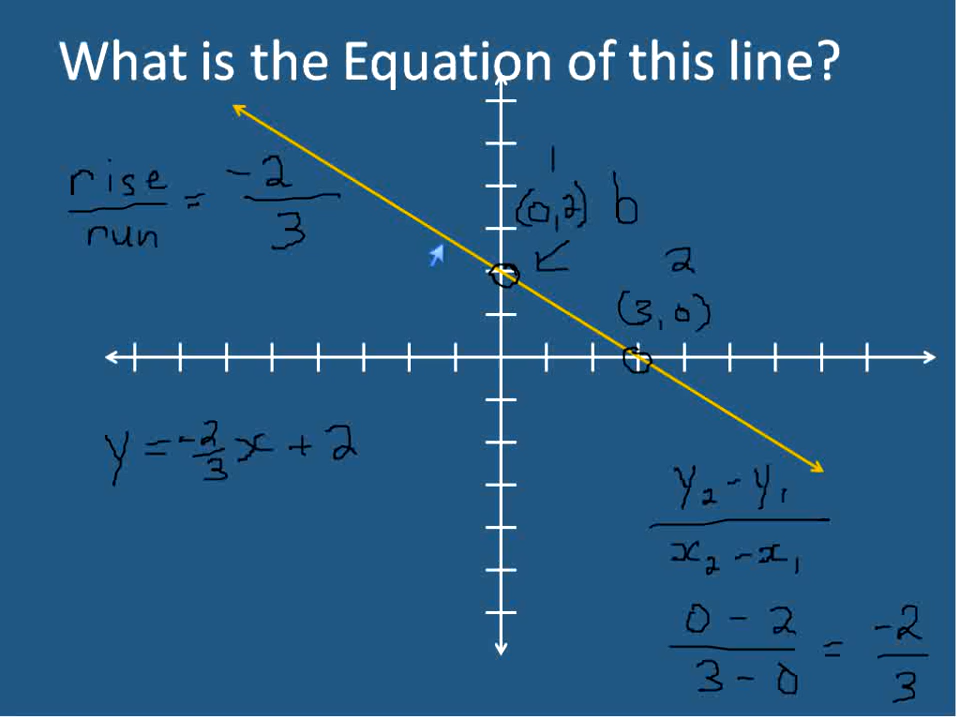 What is the Equation of this line?
rise/run = -2/3
1
(0,2) b
2
(3,0)
y = -2/3 x + 2
y₂ - y₁
x₂ - x₁
0 - 2 / 3 - 0 = -2/3